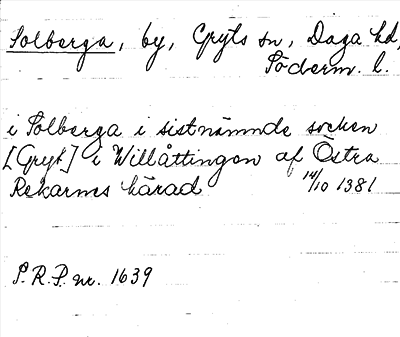 Solberga, by, Gryts sn, Daga hd,
Söderm. l.
i Solberga i sistnämnde socken
[Gryt] i Willåttingen af Östra
Rekarnes härad 14/10 1381
S.R.P. nr. 1639